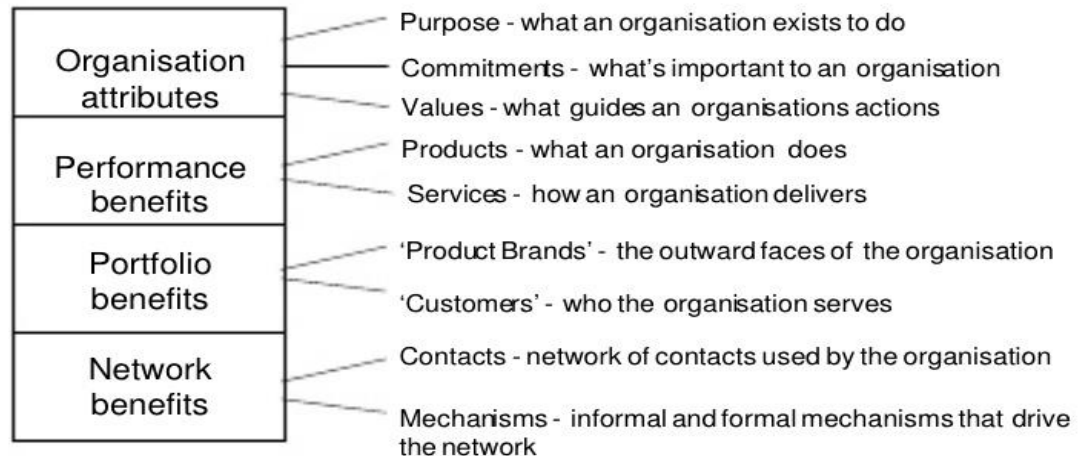 Organisation
attributes
Purpose - what an organisation exists to do
Commitments - what's important to an organisation
Values - what guides an organisations actions
Performance
benefits
Products - what an organisation does
Services - how an organisation delivers
Portfolio
benefits
‘Product Brands’ - the outward faces of the organisation
‘Customers’ - who the organisation serves
Network
benefits
Contacts - network of contacts used by the organisation
Mechanisms - informal and formal mechanisms that drive
the network